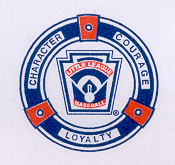 CHARACTER
COURAGE
LITTLE LEAGUE
BASEBALL
®
LOYALTY